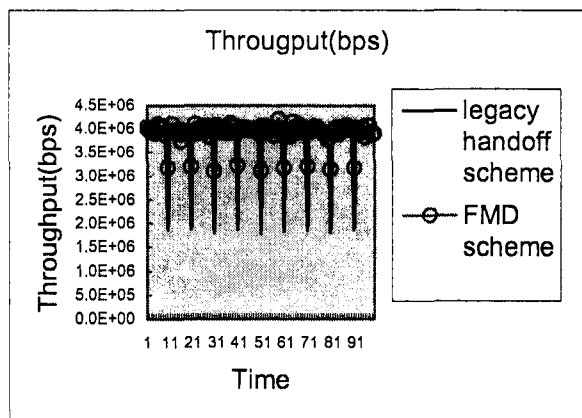 Througput(bps)
4.5E+06
4.0E+06
3.5E+06
3.0E+06
2.5E+06
2.0E+06
1.5E+06
1.0E+06
5.0E+05
0.0E+00
Throughput(bps)
1 11 21 31 41 51 61 71 81 91
Time
legacy
handoff
scheme
FMD
scheme